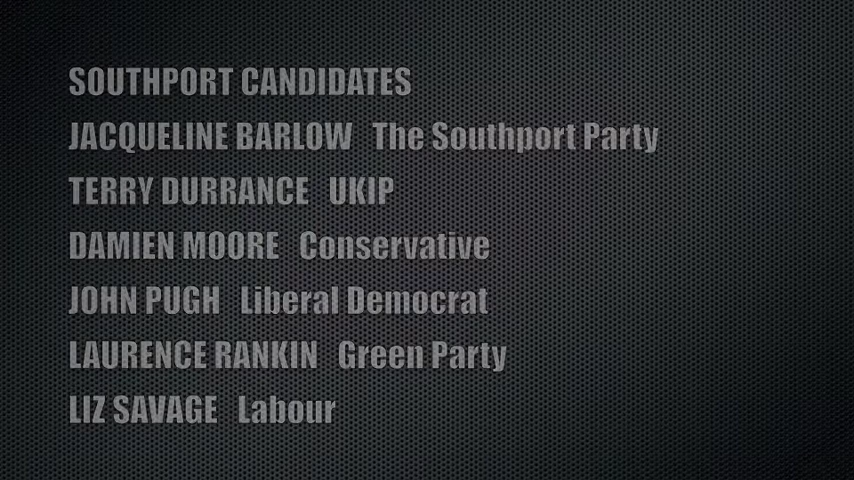 SOUTHPORT CANDIDATES
JACQUELINE BARLOW The Southport Party
TERRY DURRANCE UKIP
DAMIEN MOORE Conservative
JOHN PUGH Liberal Democrat
LAURENCE RANKIN Green Party
LIZ SAVAGE Labour